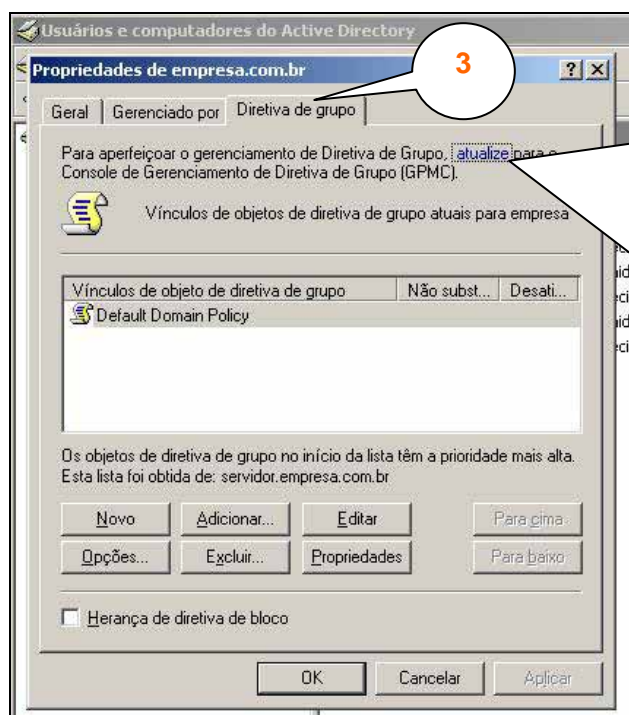 Usuários e computadores do Active Directory
Propriedades de empresa.com.br
3
Geral Gerenciado por Diretiva de grupo
Para aperfeiçoar o gerenciamento de Diretiva de Grupo, atualize para o
Console de Gerenciamento de Diretiva de Grupo (GPMC).
Vínculos de objetos de diretiva de grupo atuais para empresa
Vínculos de objeto de diretiva de grupo Não subst... Desati...
Default Domain Policy
Os objetos de diretiva de grupo no início da lista têm a prioridade mais alta.
Esta lista foi obtida de: servidor.empresa.com.br
Novo Adicionar... Editar Para cima
Opções... Excluir... Propriedades Para baixo
Herança de diretiva de bloco
OK Cancelar Aplicar